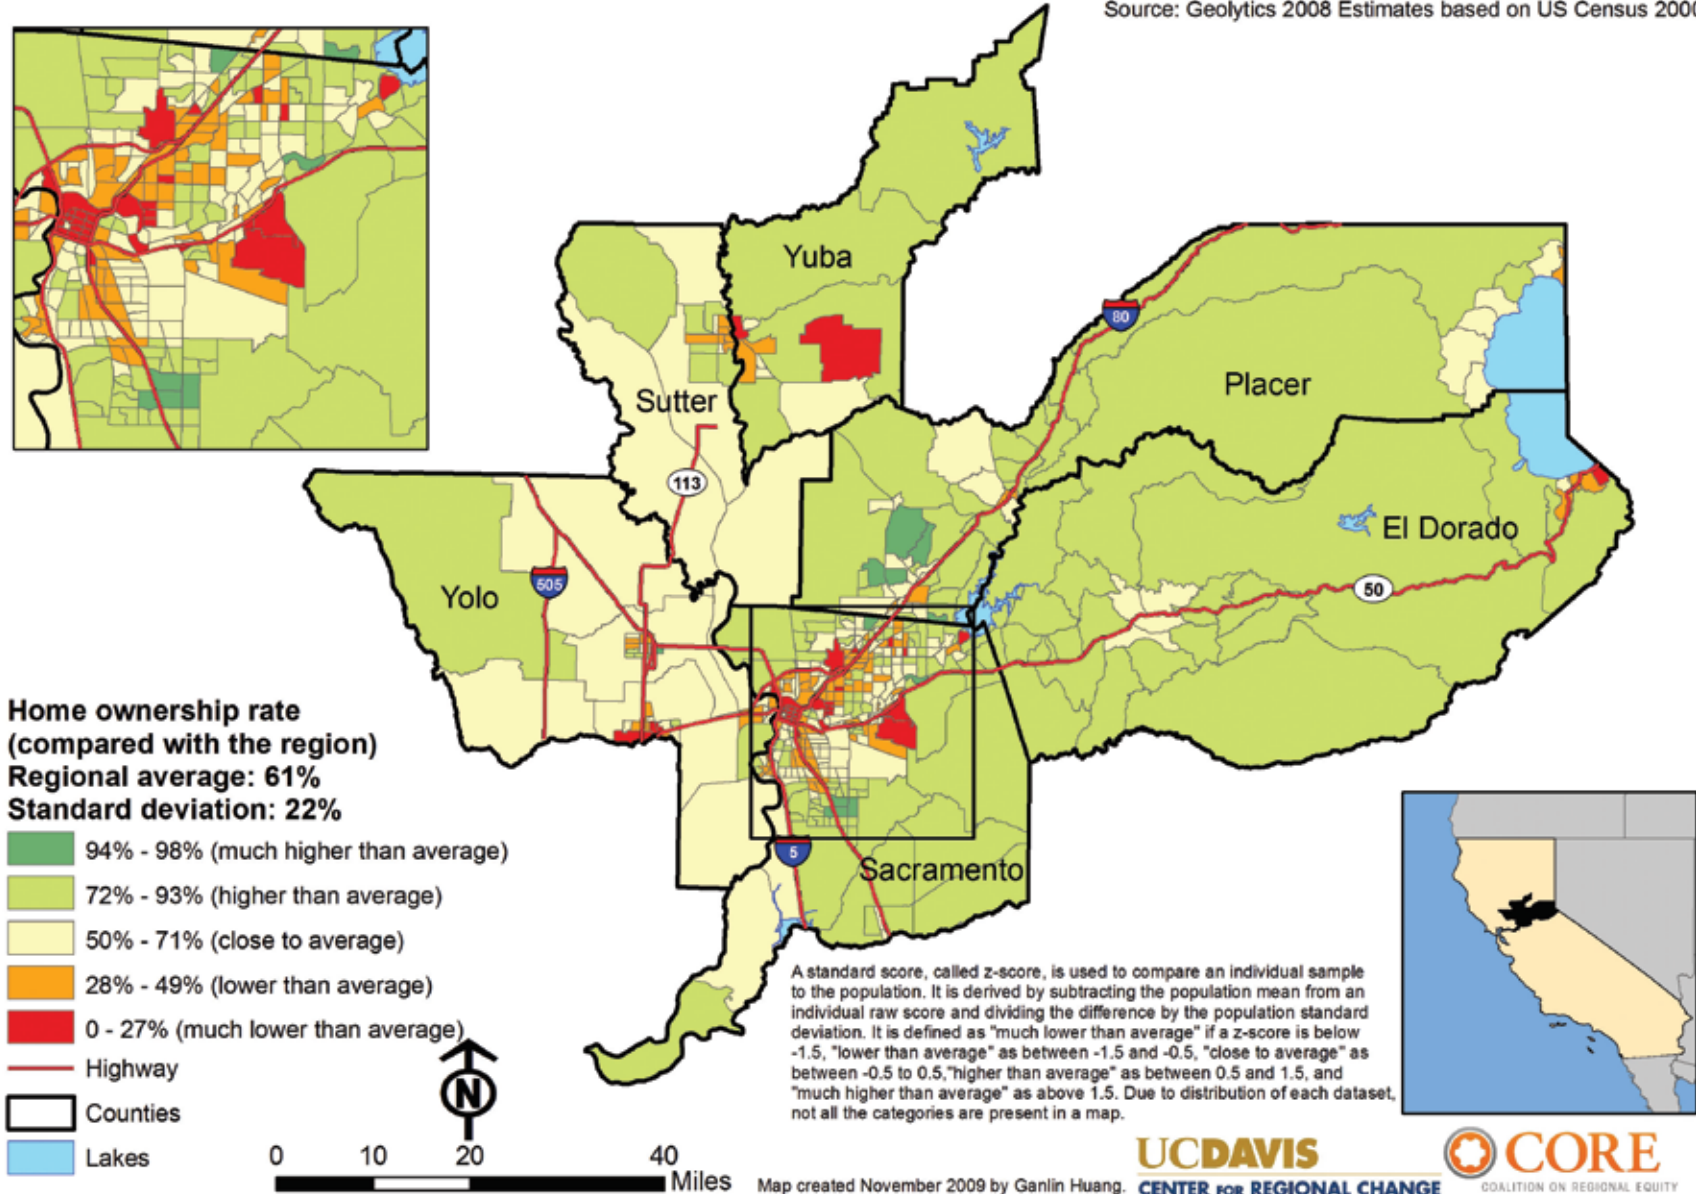 Source: Geolytics 2008 Estimates based on US Census 2000
Yuba
80
Placer
Sutter
113
El Dorado
Yolo
505
50
5
Sacramento
Home ownership rate
(compared with the region)
Regional average: 61%
Standard deviation: 22%
94% - 98% (much higher than average)
72% - 93% (higher than average)
50% - 71% (close to average)
28% - 49% (lower than average)
0 - 27% (much lower than average)
Highway
Counties
Lakes
N
0 10 20 40
Miles
A standard score, called z-score, is used to compare an individual sample
to the population. It is derived by subtracting the population mean from an
individual raw score and dividing the difference by the population standard
deviation. It is defined as "much lower than average" if a z-score is below
-1.5, "lower than average" as between -1.5 and -0.5, "close to average" as
between -0.5 to 0.5,"higher than average" as between 0.5 and 1.5, and
"much higher than average" as above 1.5. Due to distribution of each dataset,
not all the categories are present in a map.
Map created November 2009 by Ganlin Huang.
UCDAVIS
CENTER FOR REGIONAL CHANGE
CORE
COALITION ON REGIONAL EQUITY